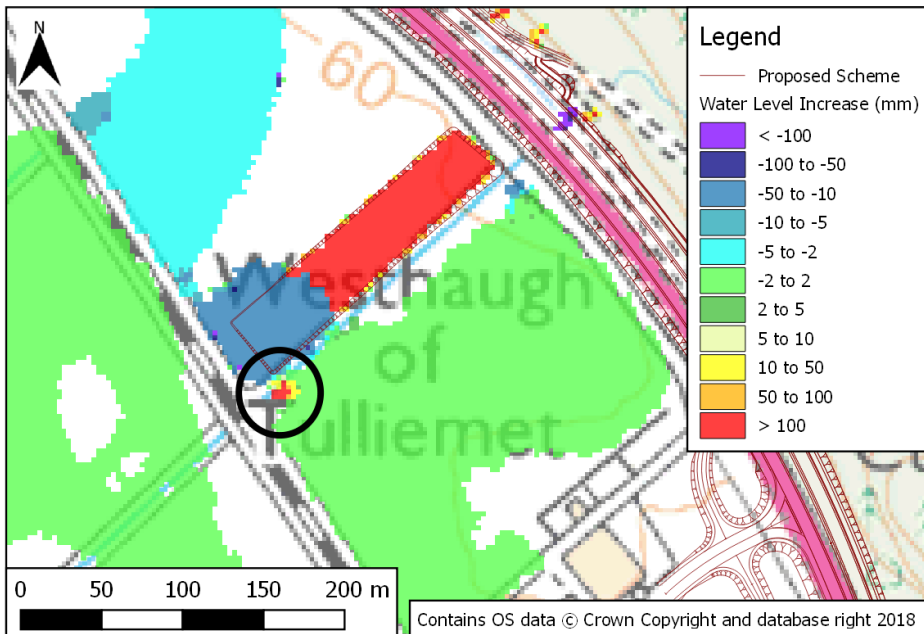 N
60
Westhaugh
of
Tulliemet
Legend
Proposed Scheme
Water Level Increase (mm)
< -100
-100 to -50
-50 to -10
-10 to -5
-5 to -2
-2 to 2
2 to 5
5 to 10
10 to 50
50 to 100
> 100
0 50 100 150 200 m
Contains OS data © Crown Copyright and database right 2018